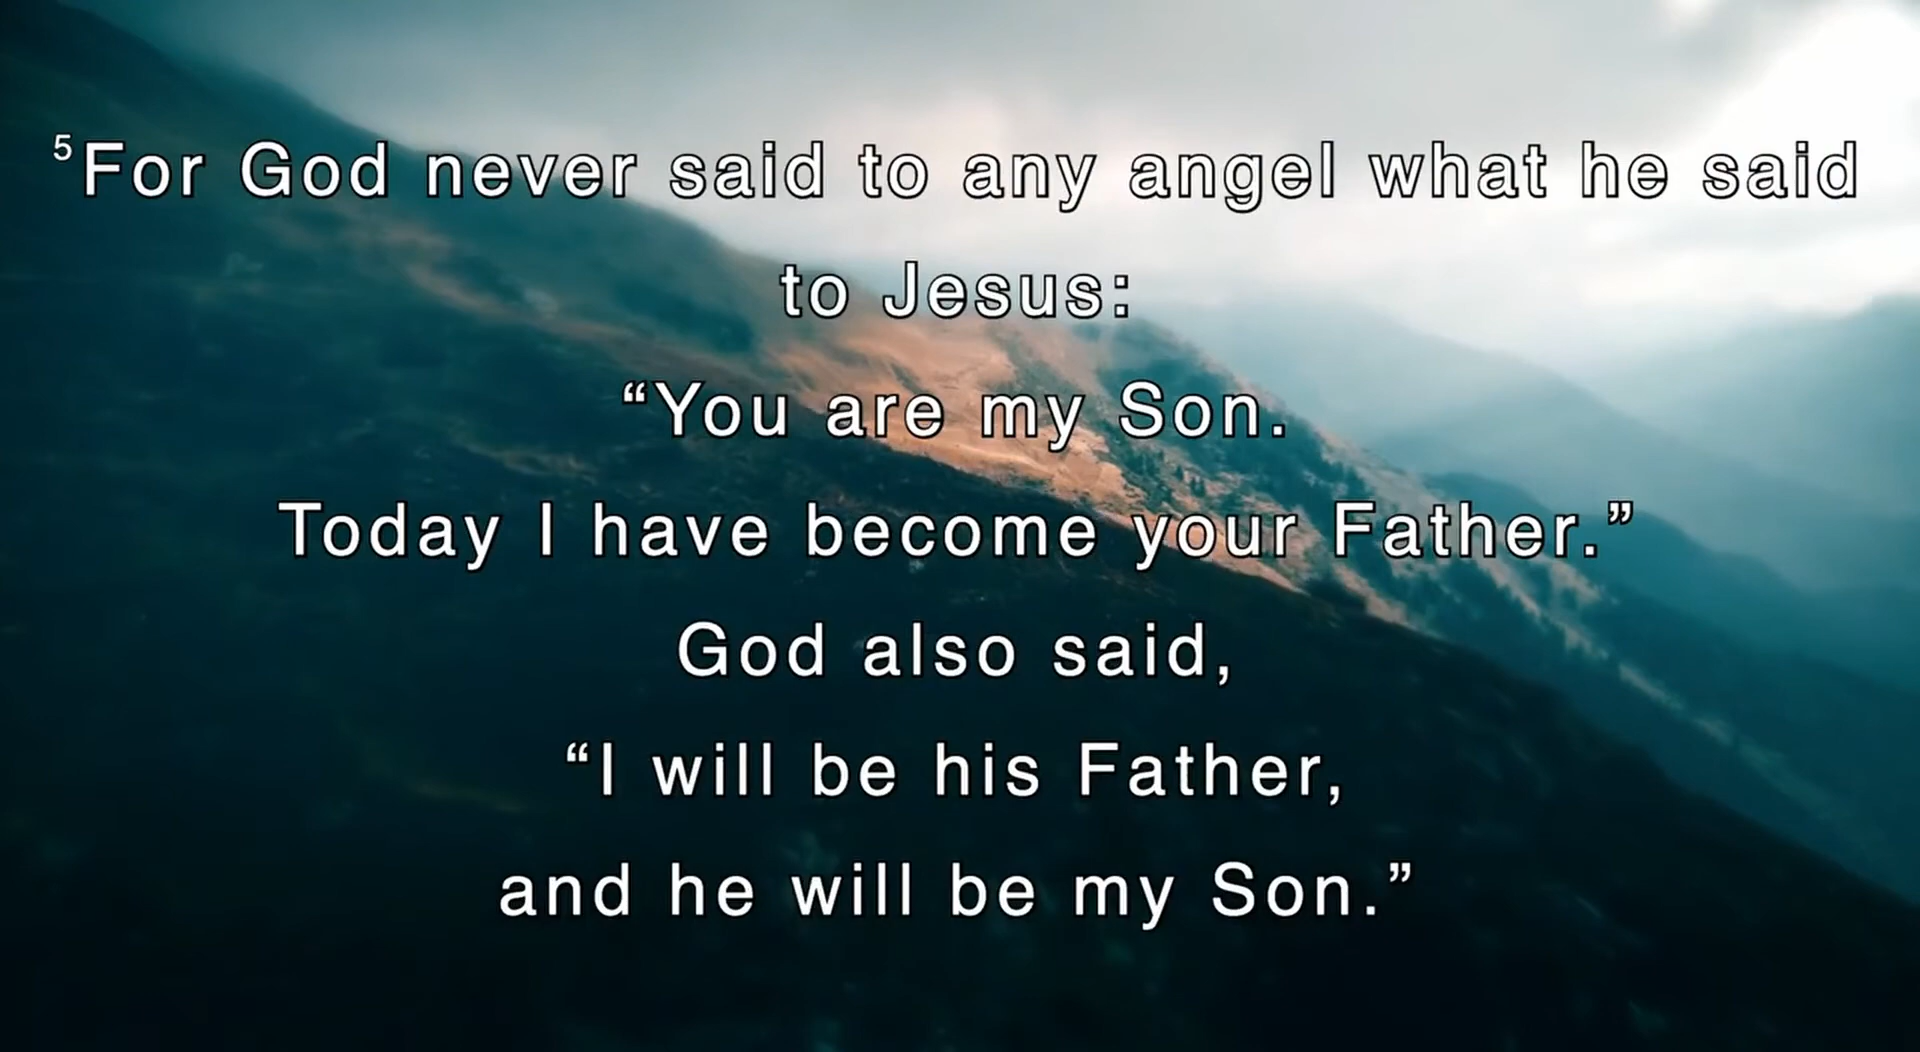 ⁵For God never said to any angel what he said
to Jesus:
“You are my Son.
Today I have become your Father.”
God also said,
“I will be his Father,
and he will be my Son.”